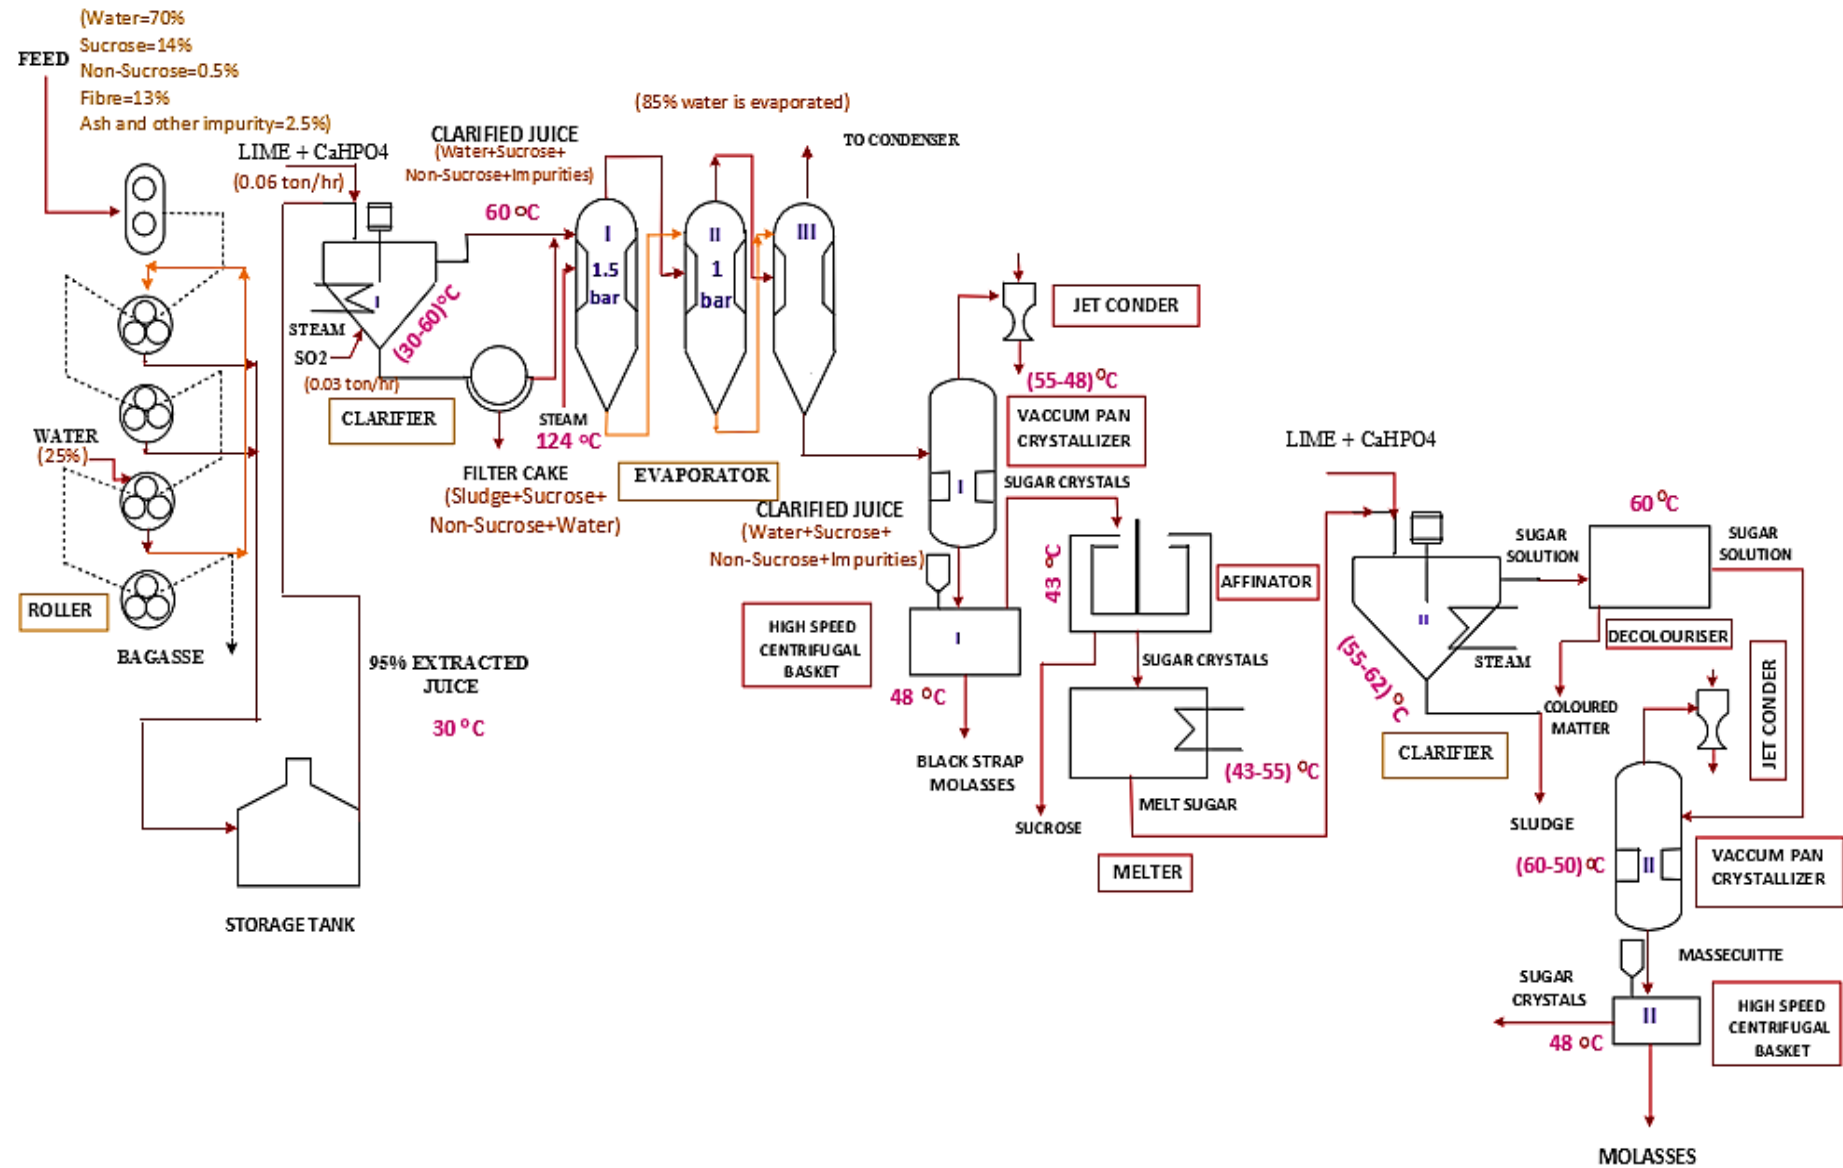 FEED
(Water=70%
Sucrose=14%
Non-Sucrose=0.5%
Fibre=13%
Ash and other impurity=2.5%)
LIME + CaHPO4
(0.06 ton/hr)
CLARIFIED JUICE
(Water+Sucrose+
Non-Sucrose+Impurities)
(85% water is evaporated)
TO CONDENSER
60 °C
I
1.5
bar
II
1
bar
III
I
STEAM
SO2
(0.03 ton/hr)
(30-60)°C
CLARIFIER
STEAM
124 °C
FILTER CAKE
(Sludge+Sucrose+
Non-Sucrose+Water)
EVAPORATOR
WATER
(25%)
ROLLER
BAGASSE
95% EXTRACTED
JUICE
30 °C
STORAGE TANK
JET CONDER
(55-48)°C
VACCUM PAN
CRYSTALLIZER
I
SUGAR CRYSTALS
CLARIFIED JUICE
(Water+Sucrose+
Non-Sucrose+Impurities)
HIGH SPEED
CENTRIFUGAL
BASKET
I
48 °C
BLACK STRAP
MOLASSES
43 °C
AFFINATOR
SUGAR CRYSTALS
SUCROSE
(43-55) °C
MELT SUGAR
MELTER
LIME + CaHPO4
II
STEAM
(55-62) °C
CLARIFIER
SLUDGE
SUGAR
SOLUTION
60 °C
SUGAR
SOLUTION
DECOLOURISER
COLOURED
MATTER
JET CONDER
(60-50) °C
II
VACCUM PAN
CRYSTALLIZER
MASSECUITTE
SUGAR
CRYSTALS
II
48 °C
HIGH SPEED
CENTRIFUGAL
BASKET
MOLASSES